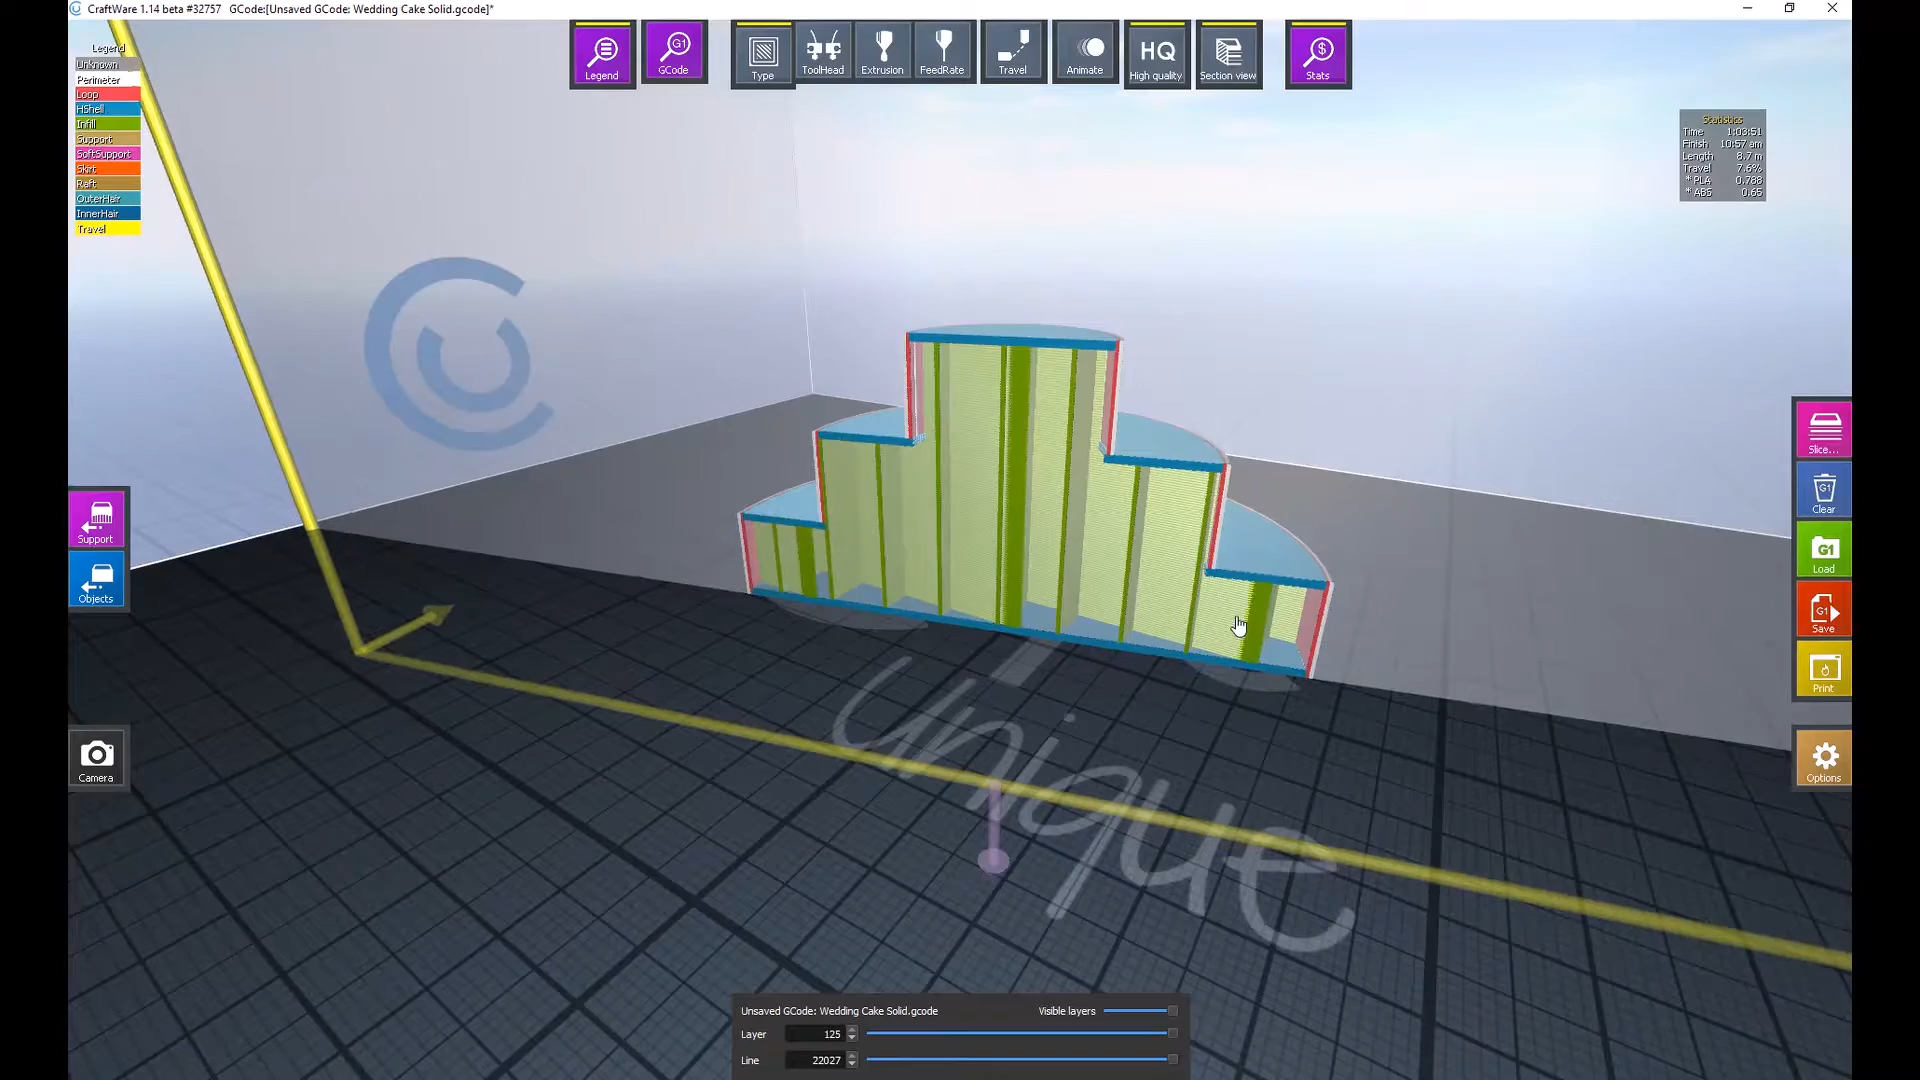 CraftWare 1.14 beta #32757 GCode:[Unsaved GCode: Wedding Cake Solid.gcode]*
Legend
Unknown
Perimeter
Loop
HShell
Infill
Support
SoftSupport
Skirt
Raft
OuterHair
InnerHair
Travel
Legend
G1
GCode
Type
ToolHead
Extrusion
FeedRate
Travel
Animate
HQ
High quality
Section view
$
Stats
Statistics
Time 1:03:51
Finish 10:57 am
Length 8.7 m
Travel 7.6%
* PLA 0.788
* ABS 0.65
Support
Objects
Camera
Slice...
G1
Clear
G1
Load
G1
Save
Print
Options
Unique
Unsaved GCode: Wedding Cake Solid.gcode Visible layers
Layer 125
Line 22027